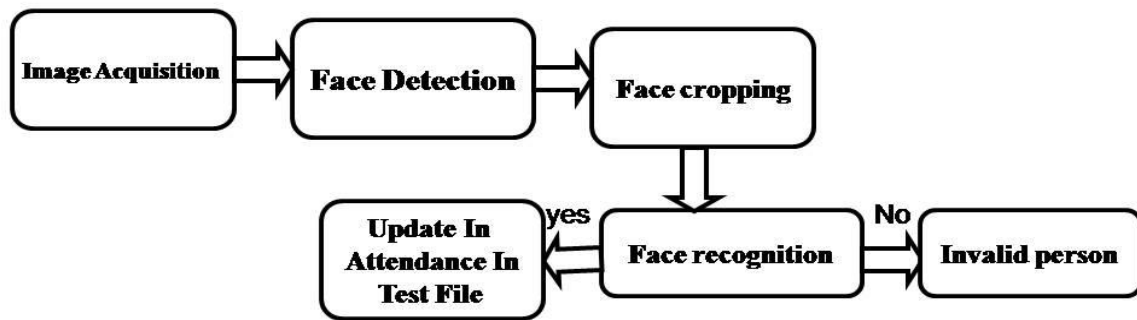 Image Acquisition
Face Detection
Face cropping
yes
Update In
Attendance In
Test File
Face recognition
No
Invalid person